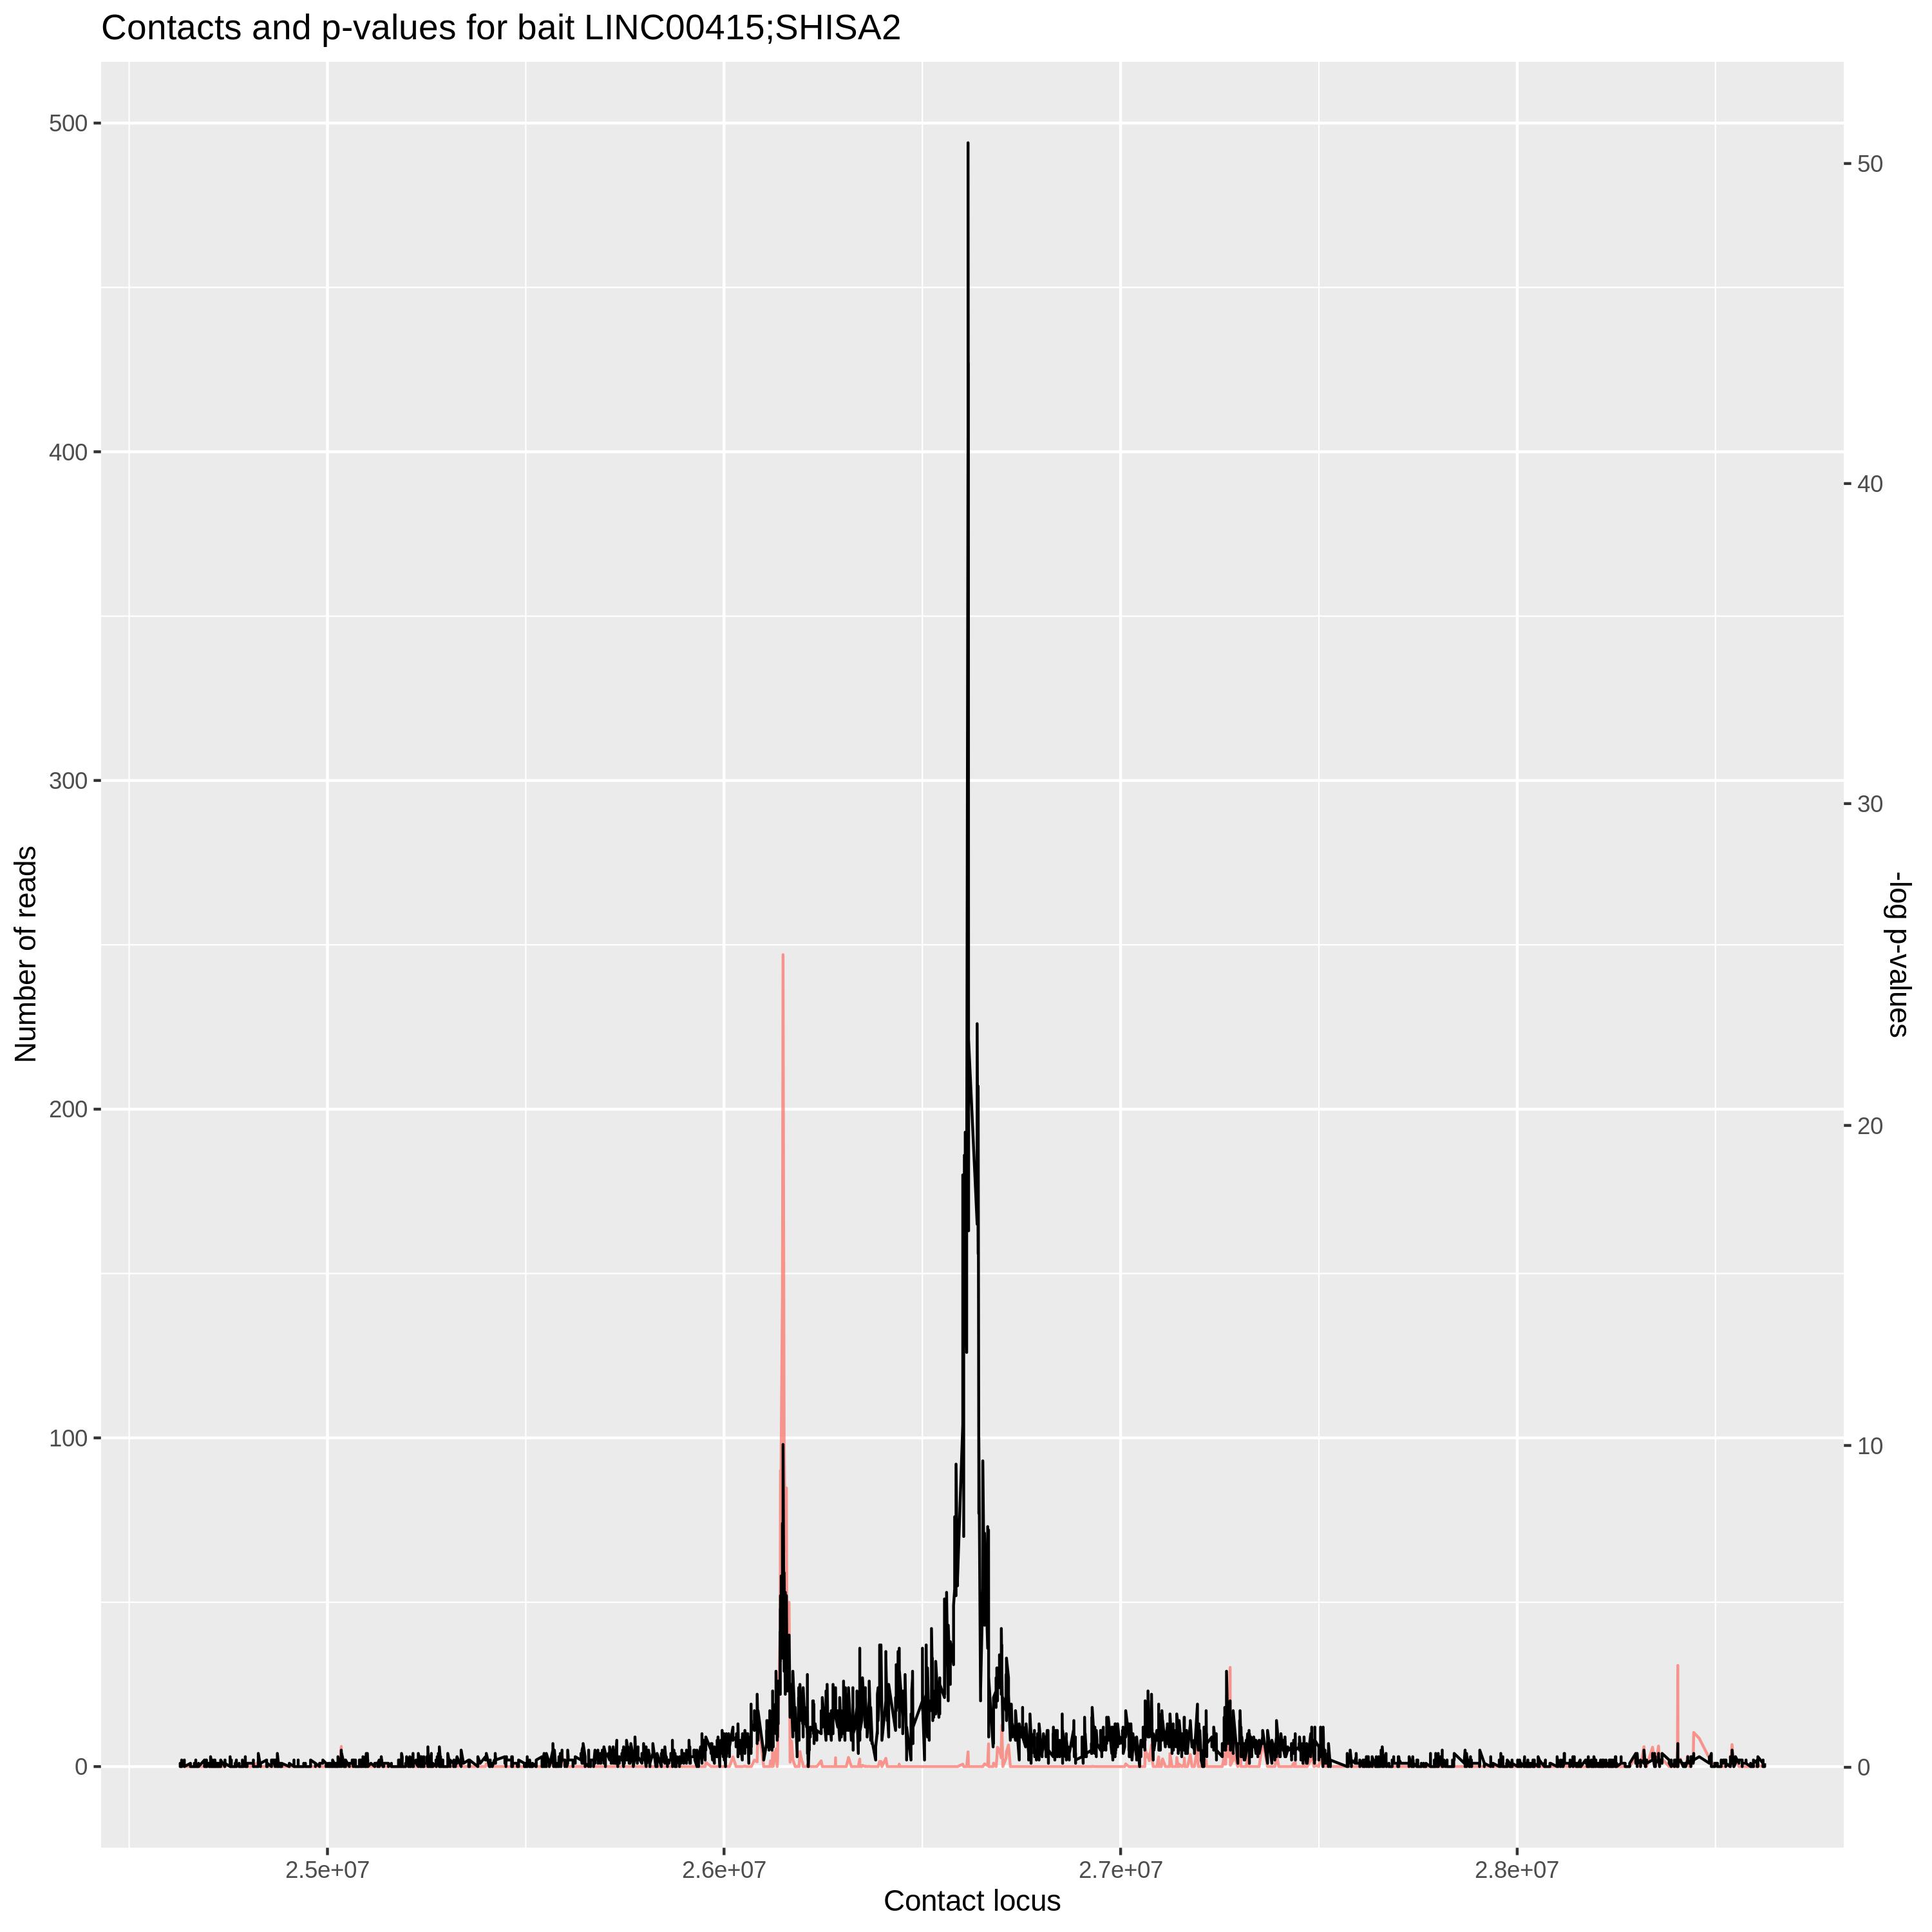 Contacts and p-values for bait LINC00415;SHISA2
500
400
300
200
100
0
Number of reads
50
40
30
20
10
0
-log p-values
2.5e+07
2.6e+07
2.7e+07
2.8e+07
Contact locus